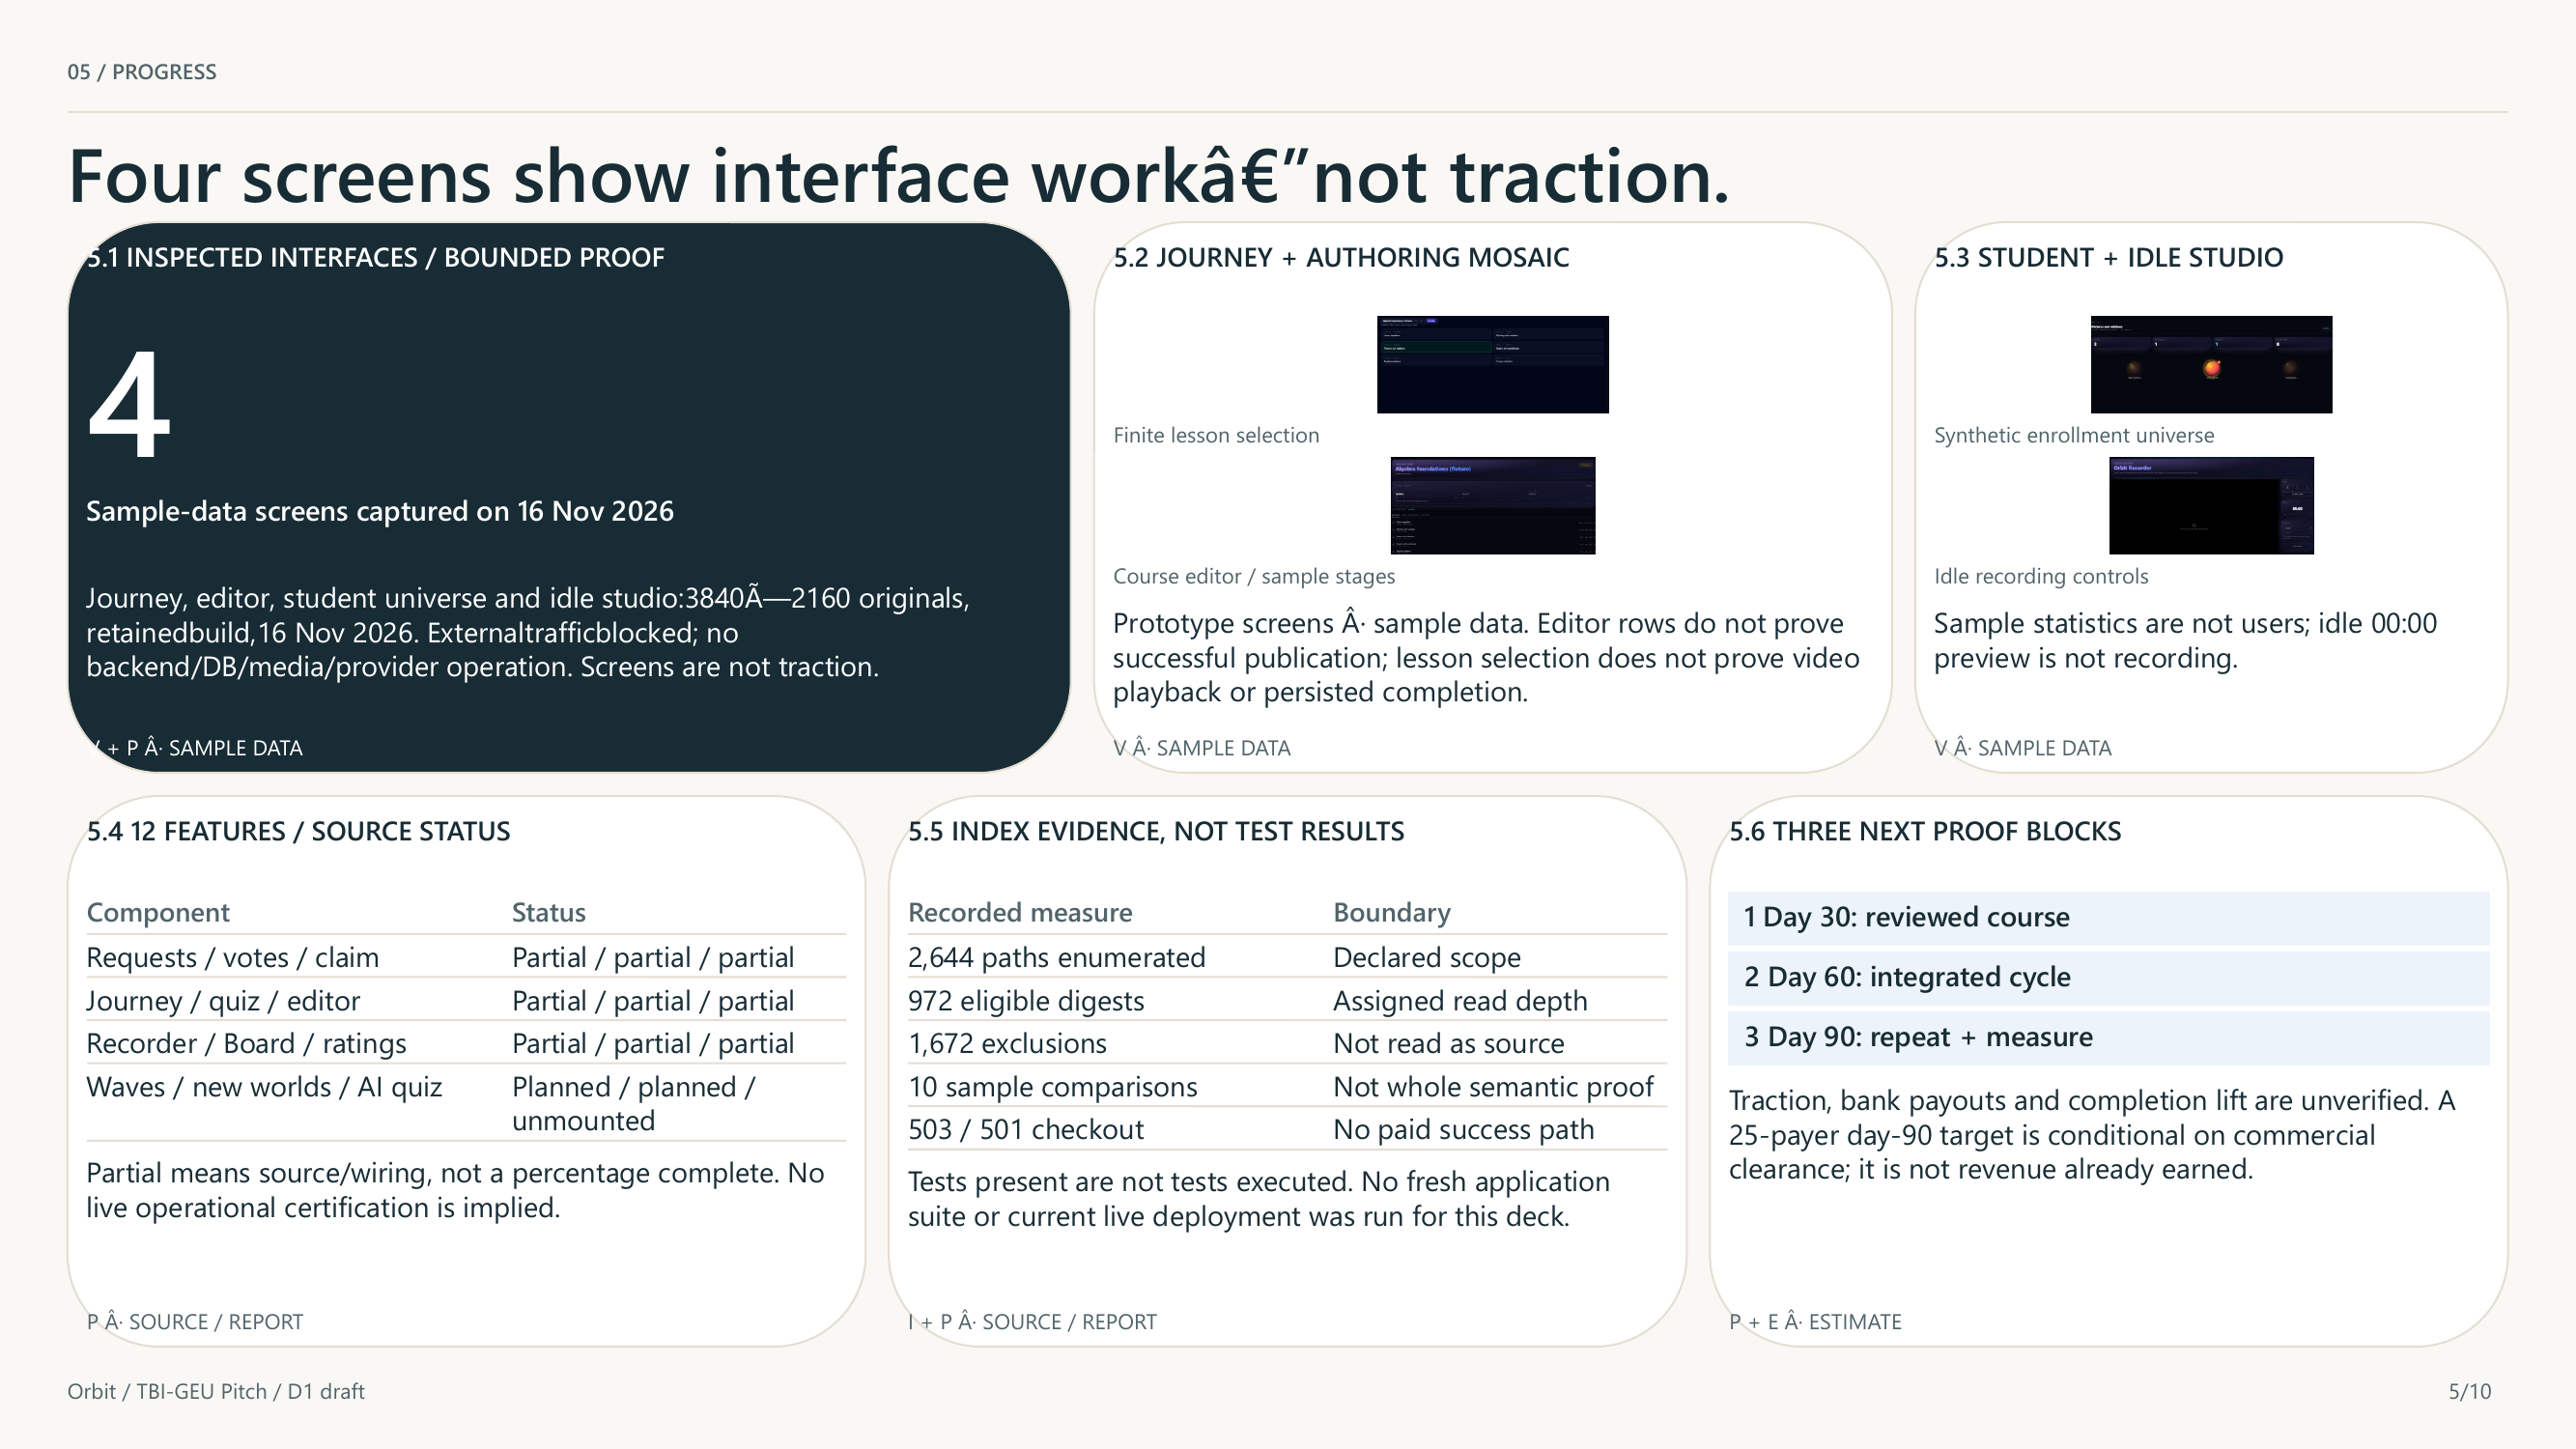 05 / PROGRESS
Four screens show interface workâ€”not traction.
5.1 INSPECTED INTERFACES / BOUNDED PROOF
4
Sample-data screens captured on 16 Nov 2026
Journey, editor, student universe and idle studio:3840Ã—2160 originals,
retainedbuild,16 Nov 2026. Externaltrafficblocked; no
backend/DB/media/provider operation. Screens are not traction.
V + P Â· SAMPLE DATA
5.2 JOURNEY + AUTHORING MOSAIC
Finite lesson selection
Algebra foundations (fixture)
Course editor / sample stages
Prototype screens Â· sample data. Editor rows do not prove
successful publication; lesson selection does not prove video
playback or persisted completion.
V Â· SAMPLE DATA
5.3 STUDENT + IDLE STUDIO
Synthetic enrollment universe
Orbit Recorder
00:00
Idle recording controls
Sample statistics are not users; idle 00:00
preview is not recording.
V Â· SAMPLE DATA
5.4 12 FEATURES / SOURCE STATUS
Component Status
Requests / votes / claim Partial / partial / partial
Journey / quiz / editor Partial / partial / partial
Recorder / Board / ratings Partial / partial / partial
Waves / new worlds / AI quiz Planned / planned /
unmounted
Partial means source/wiring, not a percentage complete. No
live operational certification is implied.
P Â· SOURCE / REPORT
5.5 INDEX EVIDENCE, NOT TEST RESULTS
Recorded measure Boundary
2,644 paths enumerated Declared scope
972 eligible digests Assigned read depth
1,672 exclusions Not read as source
10 sample comparisons Not whole semantic proof
503 / 501 checkout No paid success path
Tests present are not tests executed. No fresh application
suite or current live deployment was run for this deck.
I + P Â· SOURCE / REPORT
5.6 THREE NEXT PROOF BLOCKS
1 Day 30: reviewed course
2 Day 60: integrated cycle
3 Day 90: repeat + measure
Traction, bank payouts and completion lift are unverified. A
25-payer day-90 target is conditional on commercial
clearance; it is not revenue already earned.
P + E Â· ESTIMATE
Orbit / TBI-GEU Pitch / D1 draft
5/10